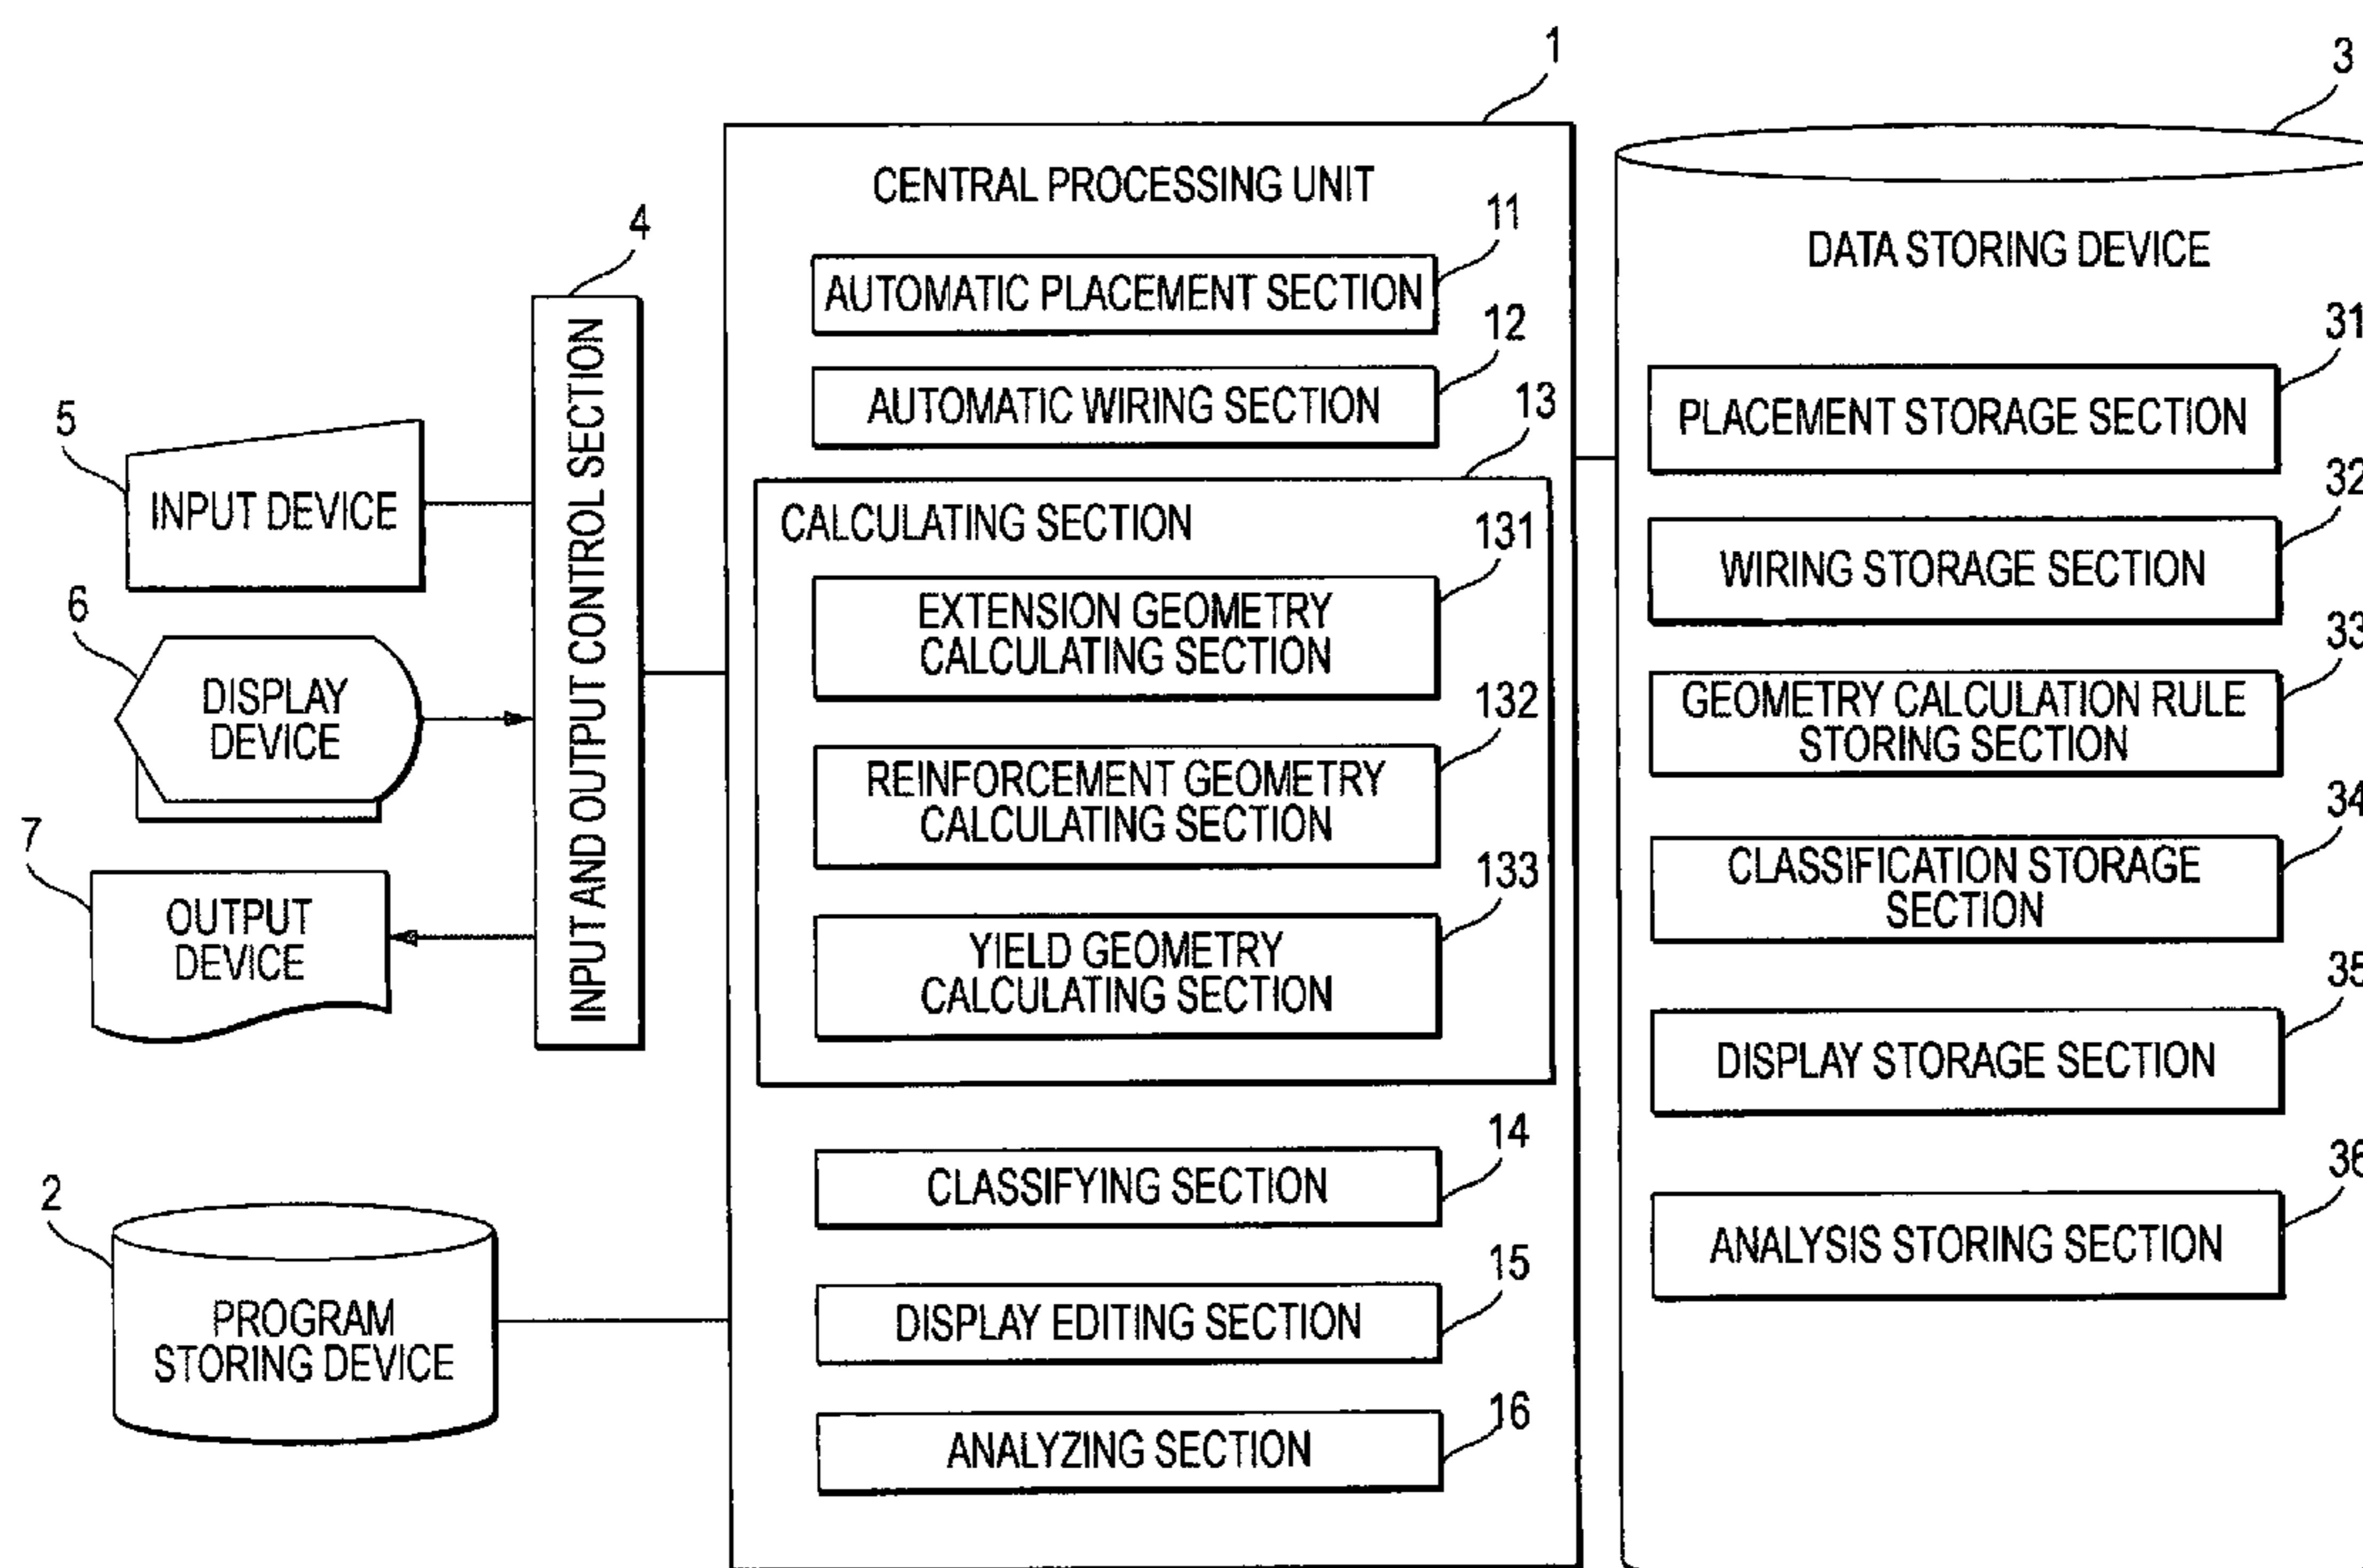 1
3
CENTRAL PROCESSING UNIT
DATA STORING DEVICE
4
INPUT AND OUTPUT CONTROL SECTION
5
INPUT DEVICE
6
DISPLAY
DEVICE
7
OUTPUT
DEVICE
2
PROGRAM
STORING DEVICE
11
AUTOMATIC PLACEMENT SECTION
12
AUTOMATIC WIRING SECTION
13
CALCULATING SECTION
131
EXTENSION GEOMETRY
CALCULATING SECTION
132
REINFORCEMENT GEOMETRY
CALCULATING SECTION
133
YIELD GEOMETRY
CALCULATING SECTION
14
CLASSIFYING SECTION
15
DISPLAY EDITING SECTION
16
ANALYZING SECTION
31
PLACEMENT STORAGE SECTION
32
WIRING STORAGE SECTION
33
GEOMETRY CALCULATION RULE
STORING SECTION
34
CLASSIFICATION STORAGE
SECTION
35
DISPLAY STORAGE SECTION
36
ANALYSIS STORING SECTION